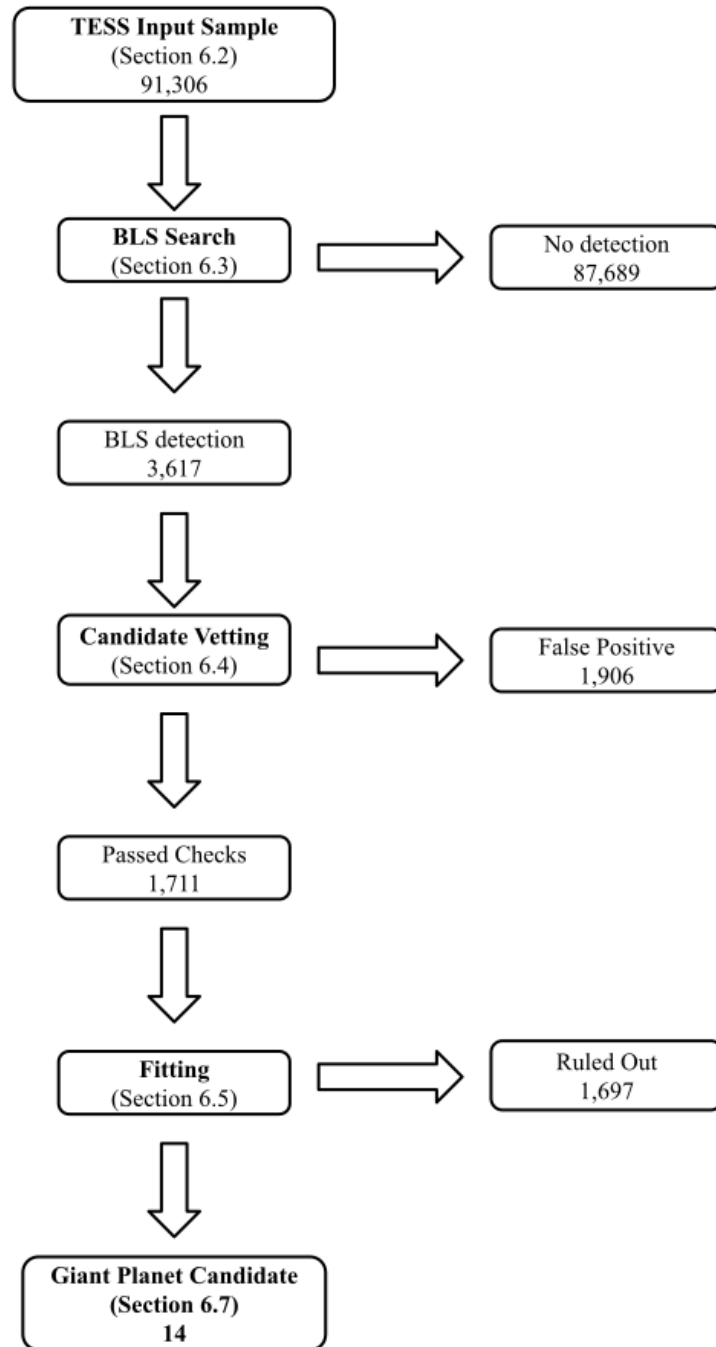 TESS Input Sample
(Section 6.2)
91,306
BLS Search
(Section 6.3)
No detection
87,689
BLS detection
3,617
Candidate Vetting
(Section 6.4)
False Positive
1,906
Passed Checks
1,711
Fitting
(Section 6.5)
Ruled Out
1,697
Giant Planet Candidate
(Section 6.7)
14